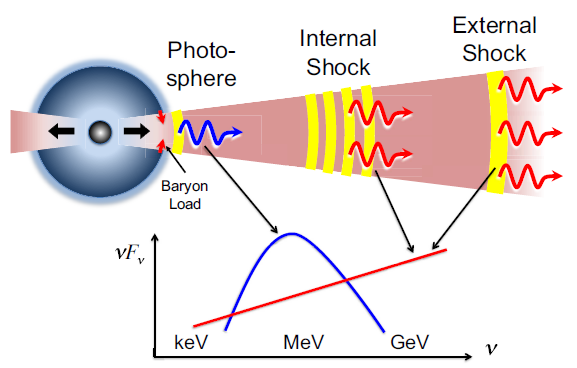 Photo-
sphere
Internal
Shock
External
Shock
Baryon
Load
νFν
keV MeV GeV ν